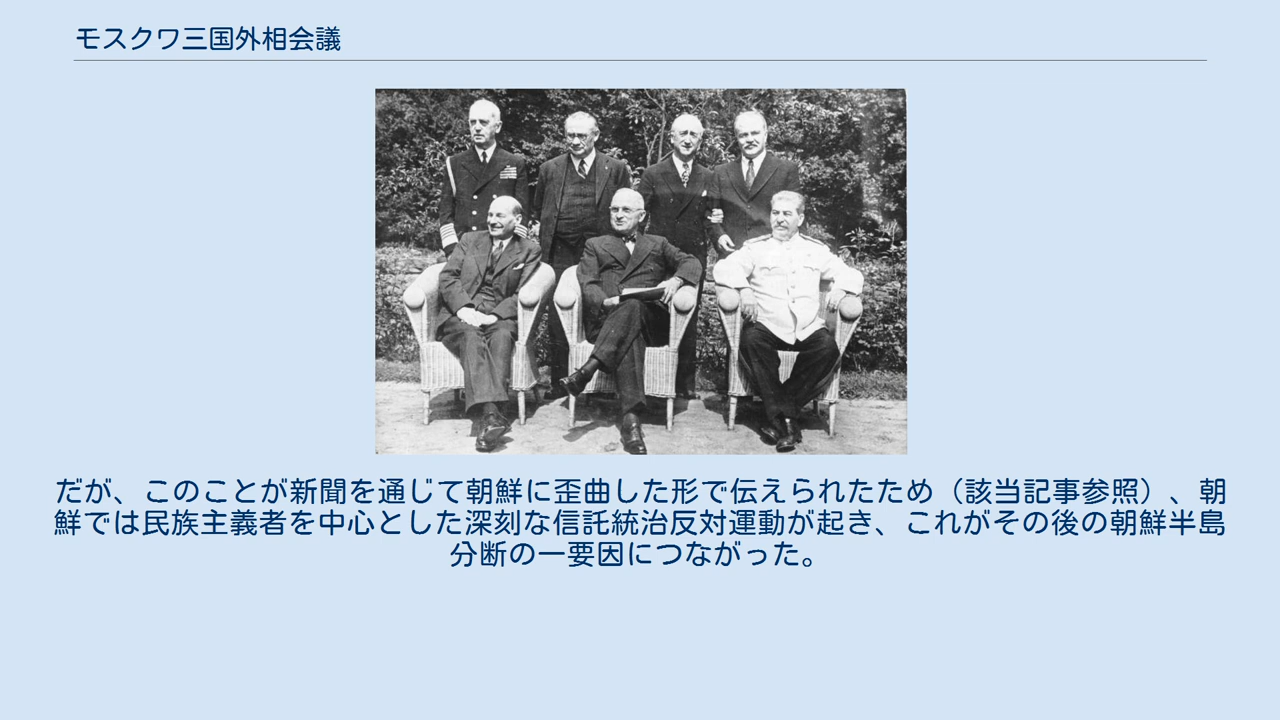 モスクワ三国外相会議
だが、このことが新聞を通じて朝鮮に歪曲した形で伝えられたため（該当記事参照）、朝
鮮では民族主義者を中心とした深刻な信託統治反対運動が起き、これがその後の朝鮮半島
分断の一要因につながった。